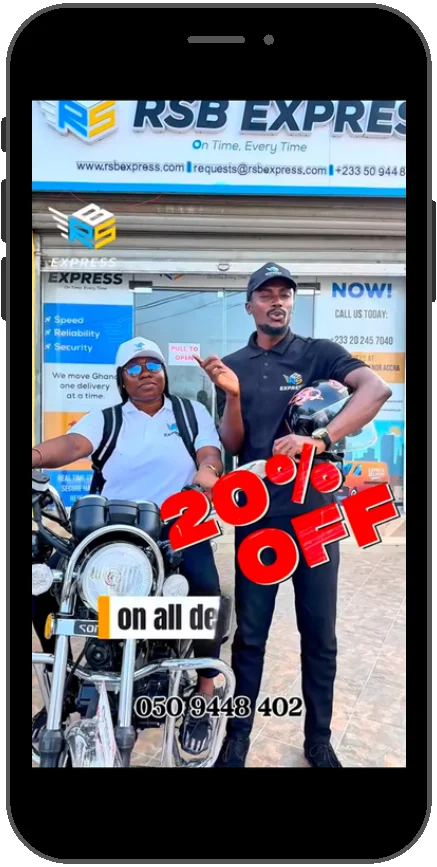 RSB EXPRES
On Time, Every Time
www.rsbexpress.com | requests@rsbexpress.com | +233 50 944 8
RS
EXPRESS
EXPRESS
On Time, Every Time
Speed
Reliability
Security
We move Ghana
one delivery
at a time.
PULL TO
OPEN
NOW!
CALL US TODAY:
+233 20 245 7040
20%
OFF
on all de
050 9448 402